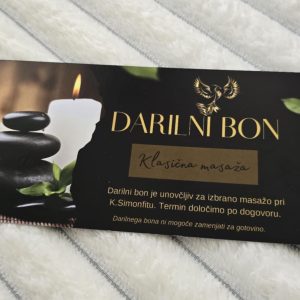 DARILNI BON
Klasična masaža
Darilni bon je unovčljiv za izbrano masažo pri
K.Simonfitu. Termin določimo po dogovoru.
Darilnega bona ni mogoče zamenjati za gotovino.